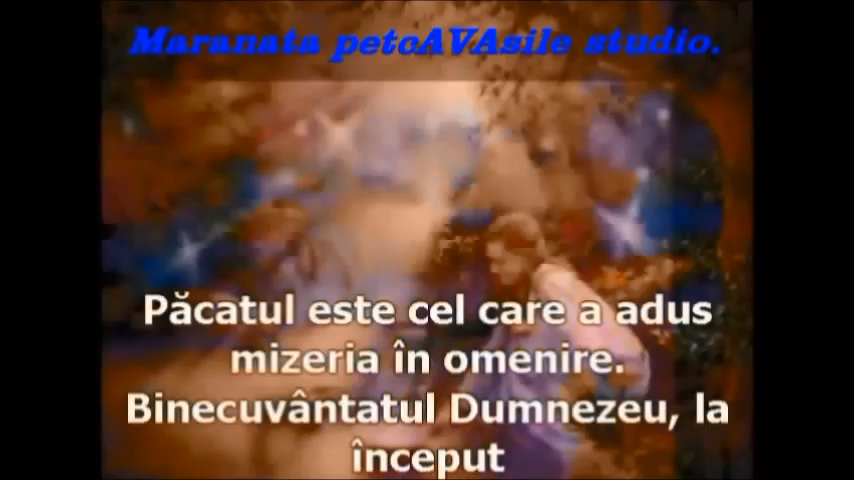 Maranata petcAVAsile studio.
Păcatul este cel care a adus
mizeria în omenire.
Binecuvântatul Dumnezeu, la
început